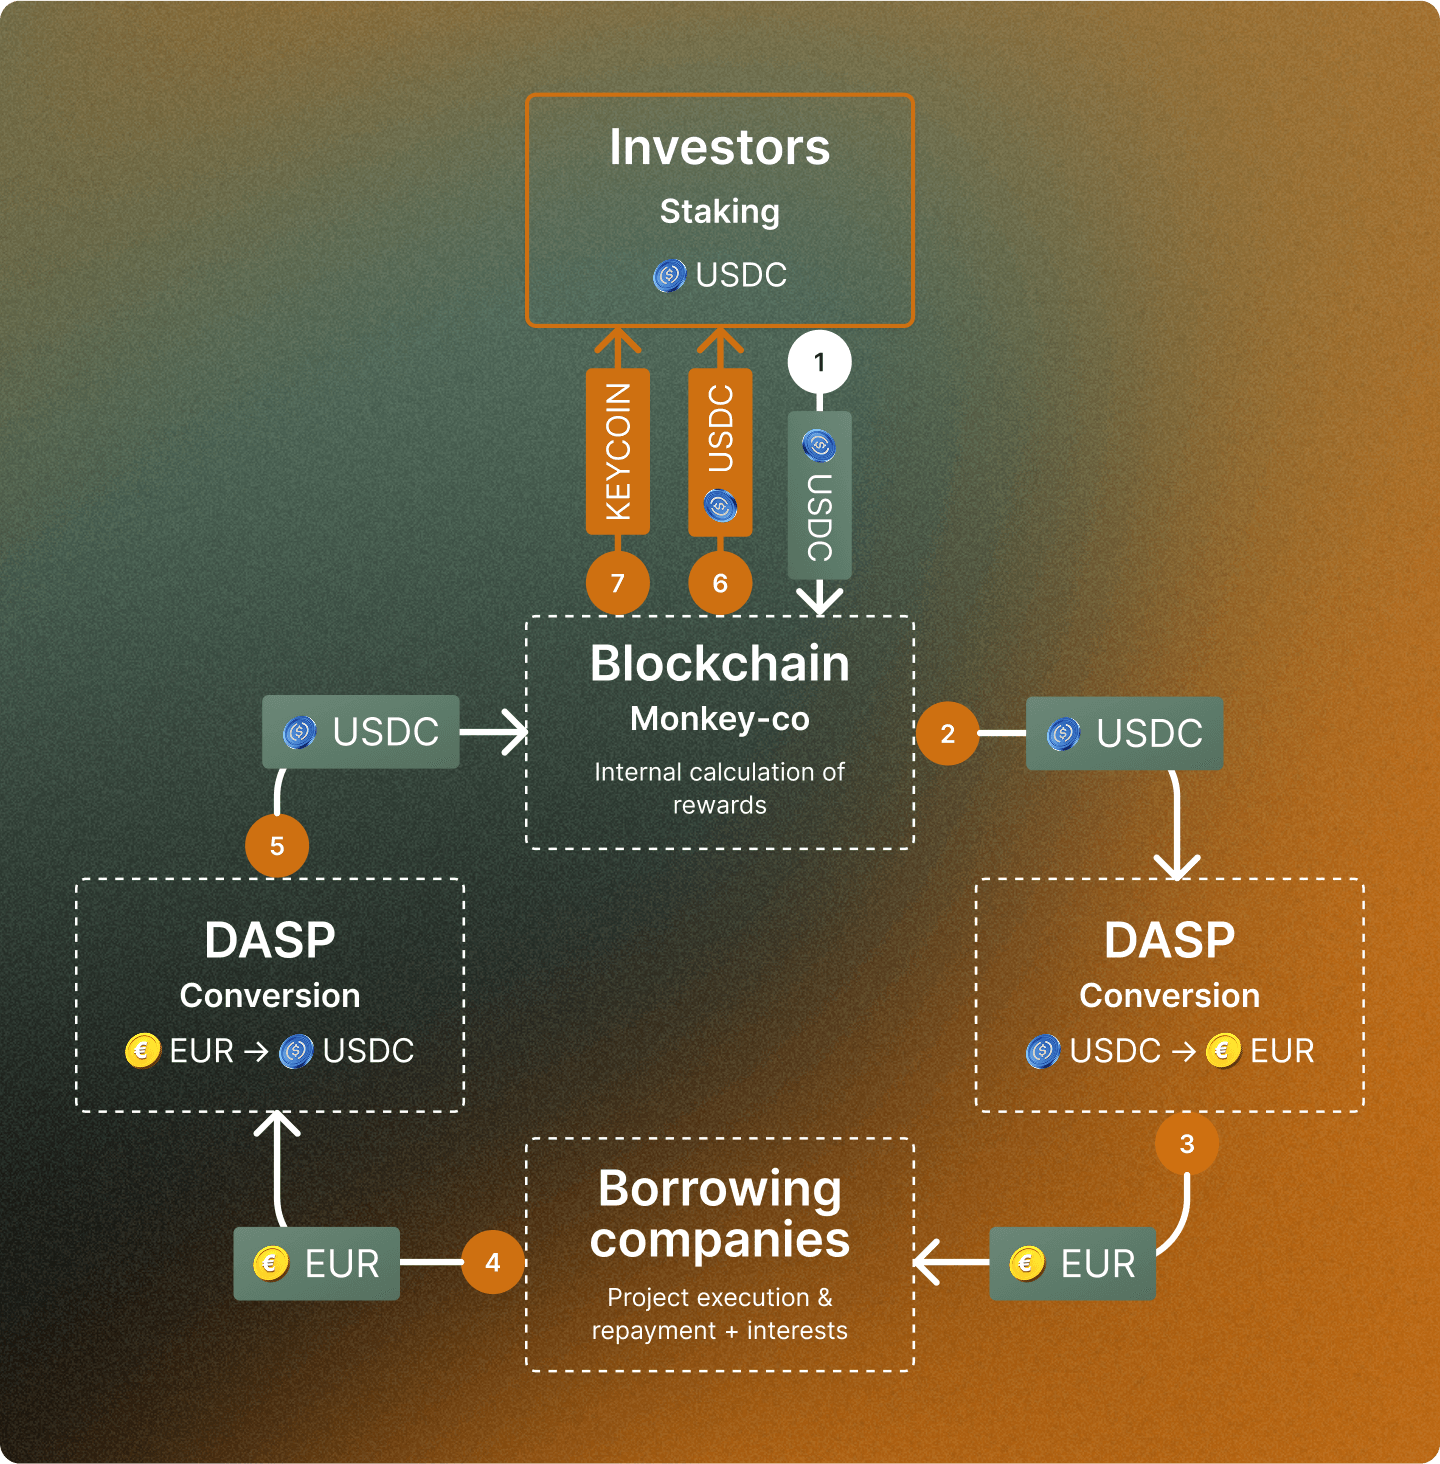 Investors
Staking
USDC
1
KEYCOIN
USDC
USDC
7
6
Blockchain
Monkey-co
Internal calculation of
rewards
2
USDC
USDC
5
DASP
Conversion
EUR → USDC
DASP
Conversion
USDC → EUR
3
Borrowing
companies
Project execution &
repayment + interests
4
EUR
EUR